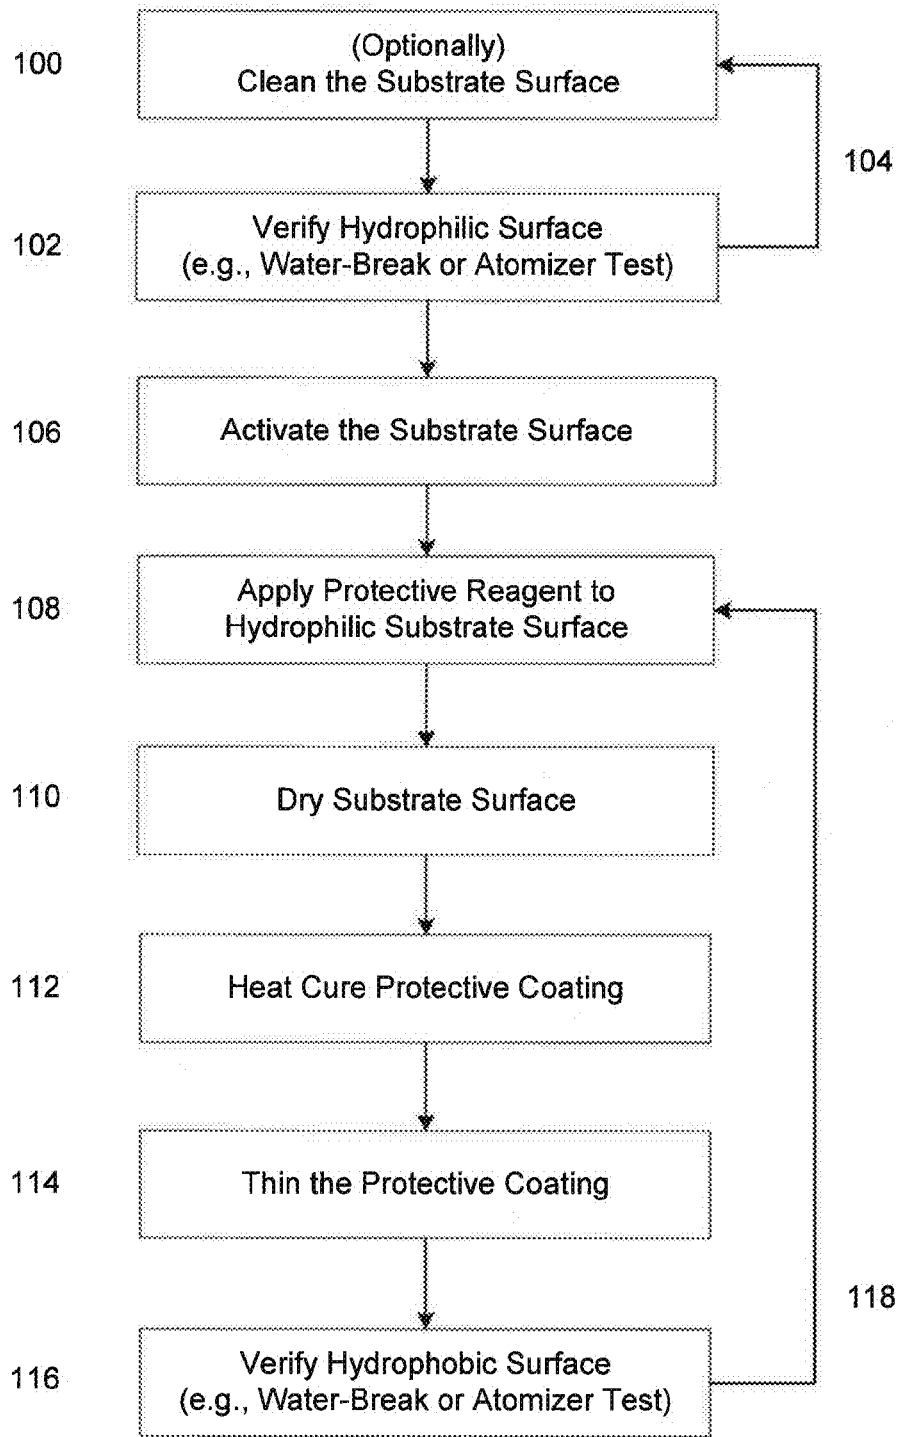 100
(Optionally)
Clean the Substrate Surface
104
102
Verify Hydrophilic Surface
(e.g., Water-Break or Atomizer Test)
106
Activate the Substrate Surface
108
Apply Protective Reagent to
Hydrophilic Substrate Surface
110
Dry Substrate Surface
112
Heat Cure Protective Coating
114
Thin the Protective Coating
118
116
Verify Hydrophobic Surface
(e.g., Water-Break or Atomizer Test)